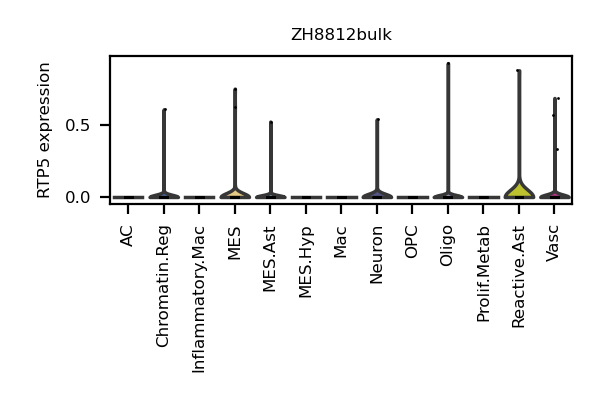 ZH8812bulk
RTP5 expression
0.5
0.0
AC
Chromatin.Reg
Inflammatory.Mac
MES
MES.Ast
MES.Hyp
Mac
Neuron
OPC
Oligo
Prolif.Metab
Reactive.Ast
Vasc